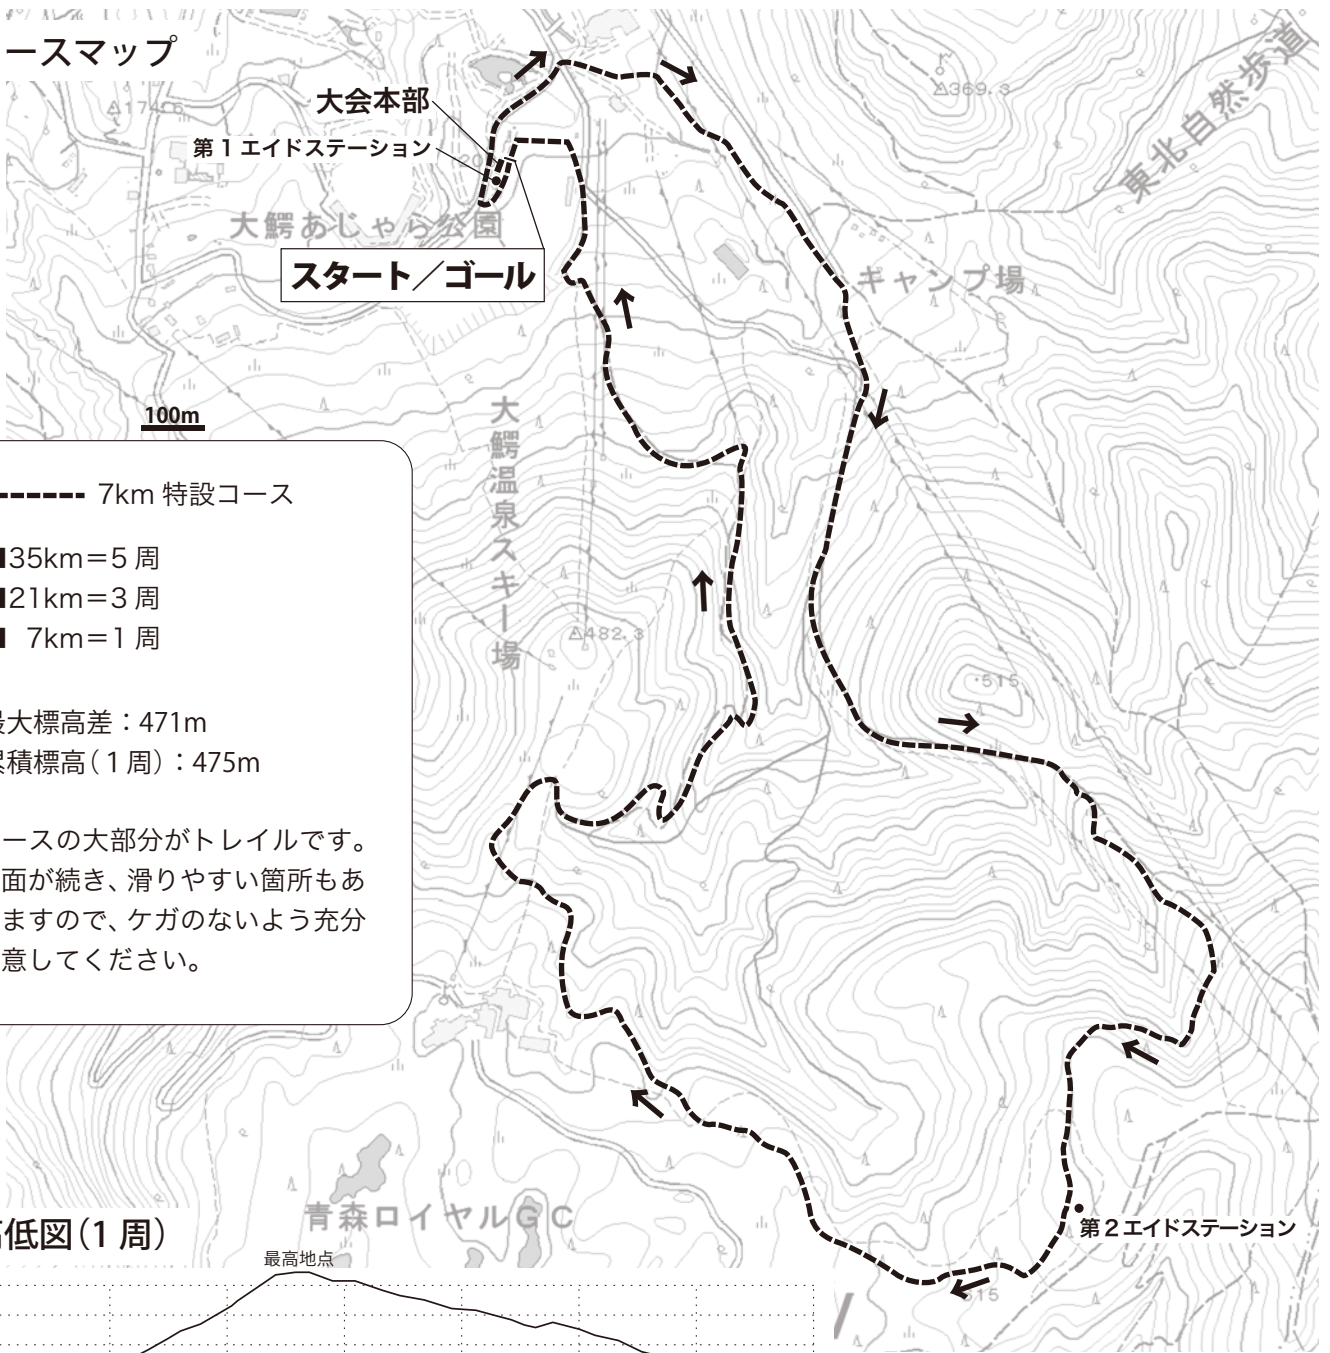 ースマップ
大会本部
第1エイドステーション
大鰐あじゃら公園
スタート／ゴール
△174.6
△369.3
東北自然歩道
キャンプ場
100m
大鰐温泉スキー場
7km 特設コース
35km＝5 周
21km＝3 周
7km＝1 周
最大標高差：471m
累積標高（1 周）：475m
ースの大部分がトレイルです。
面が続き、滑りやすい箇所もあ
ますので、ケガのないよう充分
意してください。
△482.3
・515
青森ロイヤルGC
第2エイドステーション
515
高低図（1 周）
最高地点